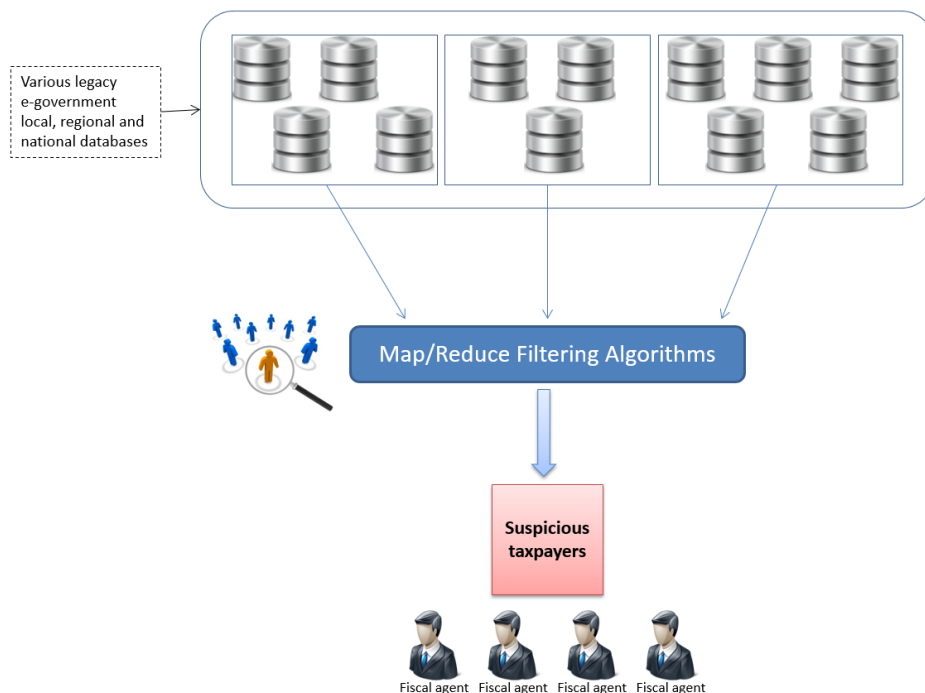 Various legacy
e-government
local, regional and
national databases
Map/Reduce Filtering Algorithms
Suspicious
taxpayers
Fiscal agent Fiscal agent Fiscal agent Fiscal agent